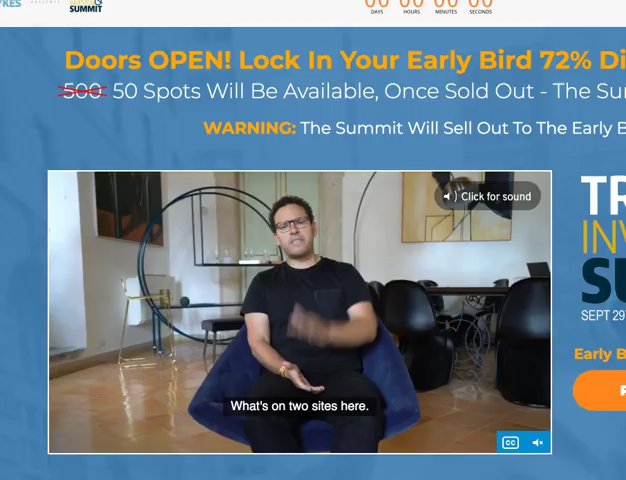 YKES
PRESENTS
SUMMIT
00 00 00 00
DAYS HOURS MINUTES SECONDS
Doors OPEN! Lock In Your Early Bird 72% Di
500 50 Spots Will Be Available, Once Sold Out - The Su
WARNING: The Summit Will Sell Out To The Early B
Click for sound
TR
INV
SU
SEPT 29
What's on two sites here.
Early B
CC